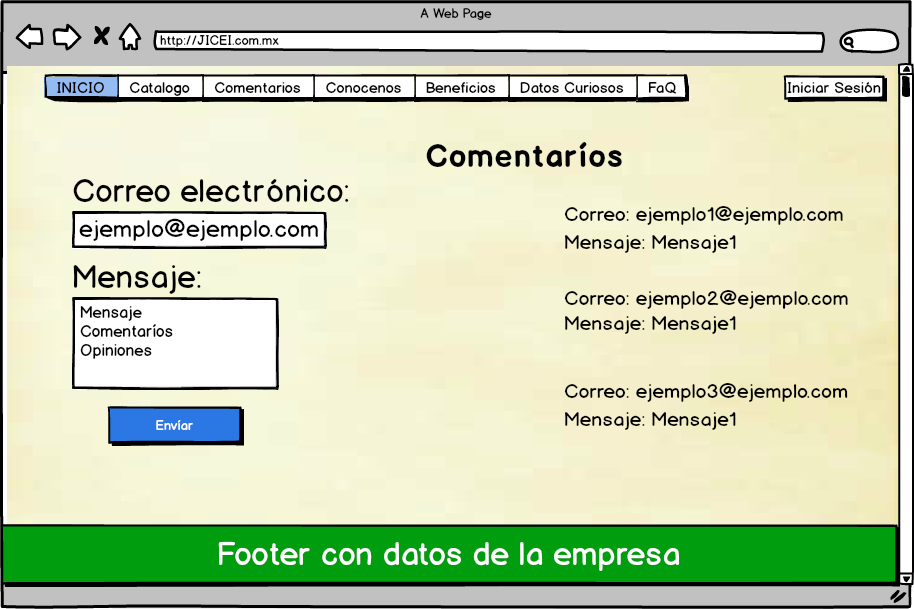 A Web Page
http://JICEI.com.mx
INICIO Catalogo Comentarios Conocenos Beneficios Datos Curiosos FaQ Iniciar Sesión
Comentaríos
Correo electrónico:
ejemplo@ejemplo.com
Mensaje:
Mensaje
Comentaríos
Opiniones
Envíar
Correo: ejemplo1@ejemplo.com
Mensaje: Mensaje1
Correo: ejemplo2@ejemplo.com
Mensaje: Mensaje1
Correo: ejemplo3@ejemplo.com
Mensaje: Mensaje1
Footer con datos de la empresa